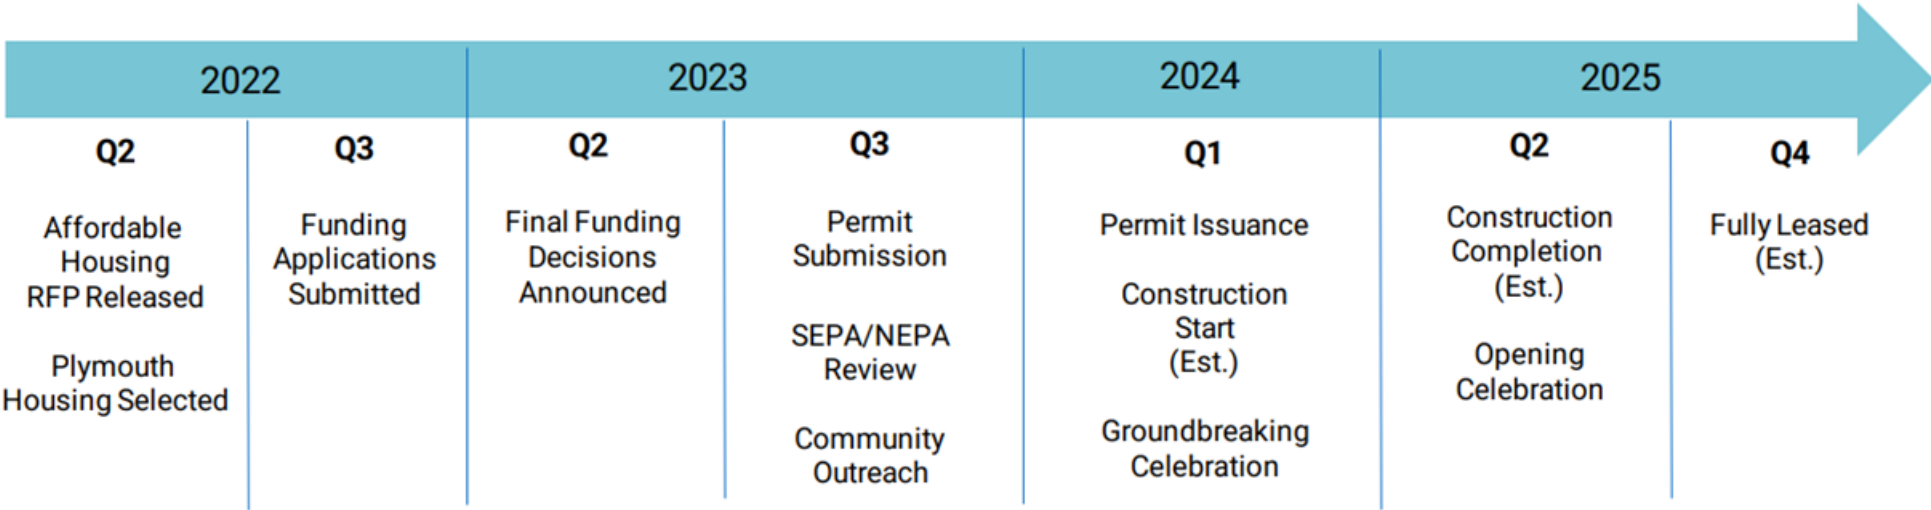 2022
2023
2024
2025
Q2
Affordable
Housing
RFP Released
Plymouth
Housing Selected
Q3
Funding
Applications
Submitted
Q2
Final Funding
Decisions
Announced
Q3
Permit
Submission
SEPA/NEPA
Review
Community
Outreach
Q1
Permit Issuance
Construction
Start
(Est.)
Groundbreaking
Celebration
Q2
Construction
Completion
(Est.)
Opening
Celebration
Q4
Fully Leased
(Est.)